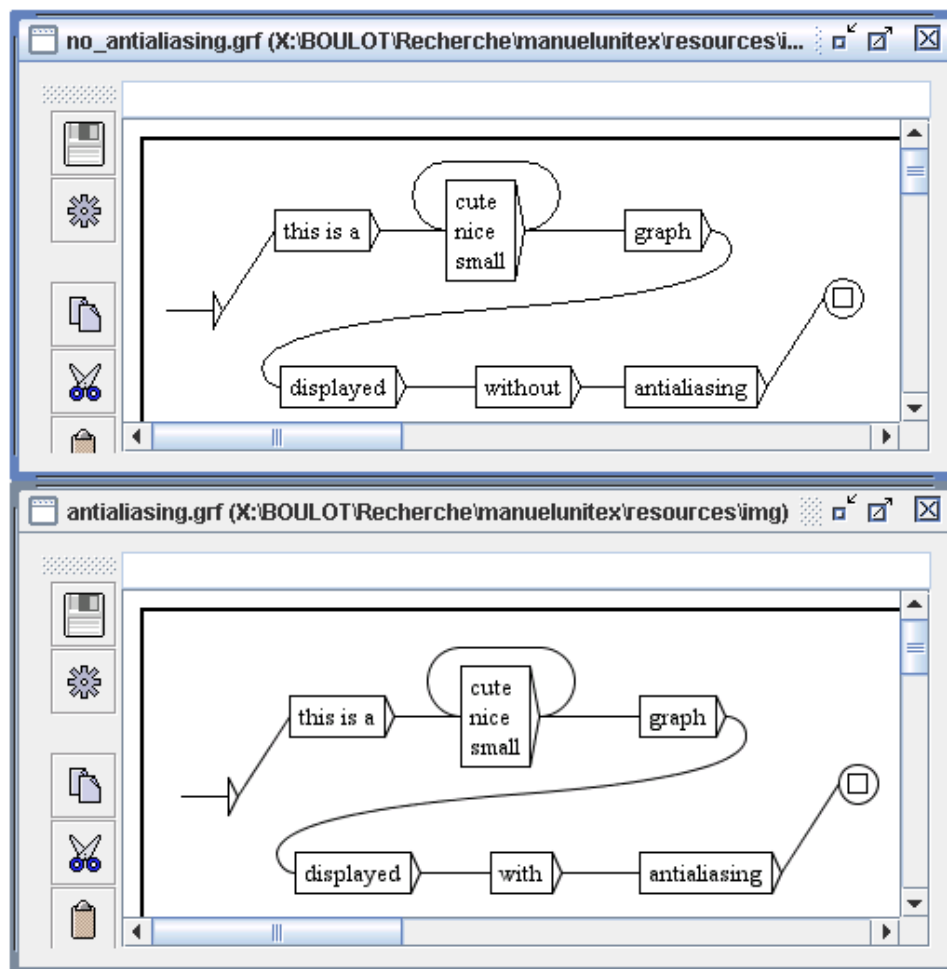 no_antialiasing.grf (X:\BOULOT\Recherche\manuelunitex\resources\i...
this is a
cute
nice
small
graph
displayed
without
antialiasing
antialiasing.grf (X:\BOULOT\Recherche\manuelunitex\resources\img)
this is a
cute
nice
small
graph
displayed
with
antialiasing